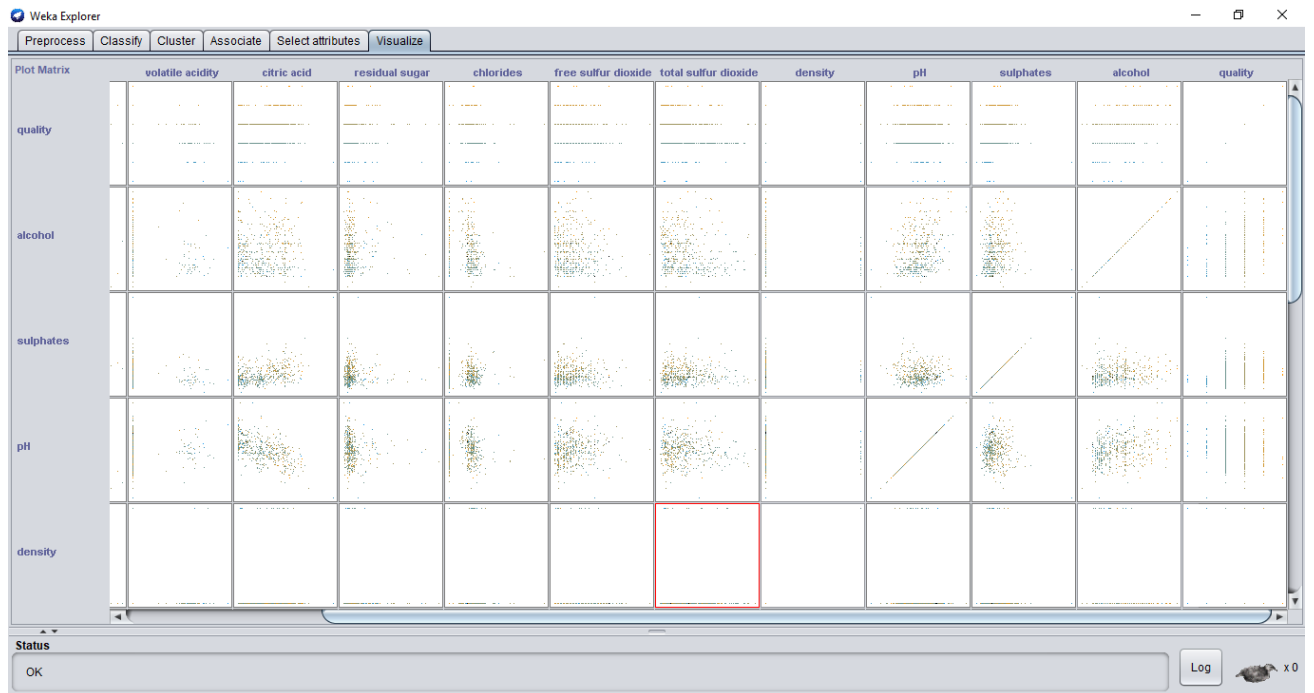 Weka Explorer
Preprocess Classify Cluster Associate Select attributes Visualize
Plot Matrix volatile acidity citric acid residual sugar chlorides free sulfur dioxide total sulfur dioxide density pH sulphates alcohol quality
quality
alcohol
sulphates
pH
density
Status
OK
Log x 0